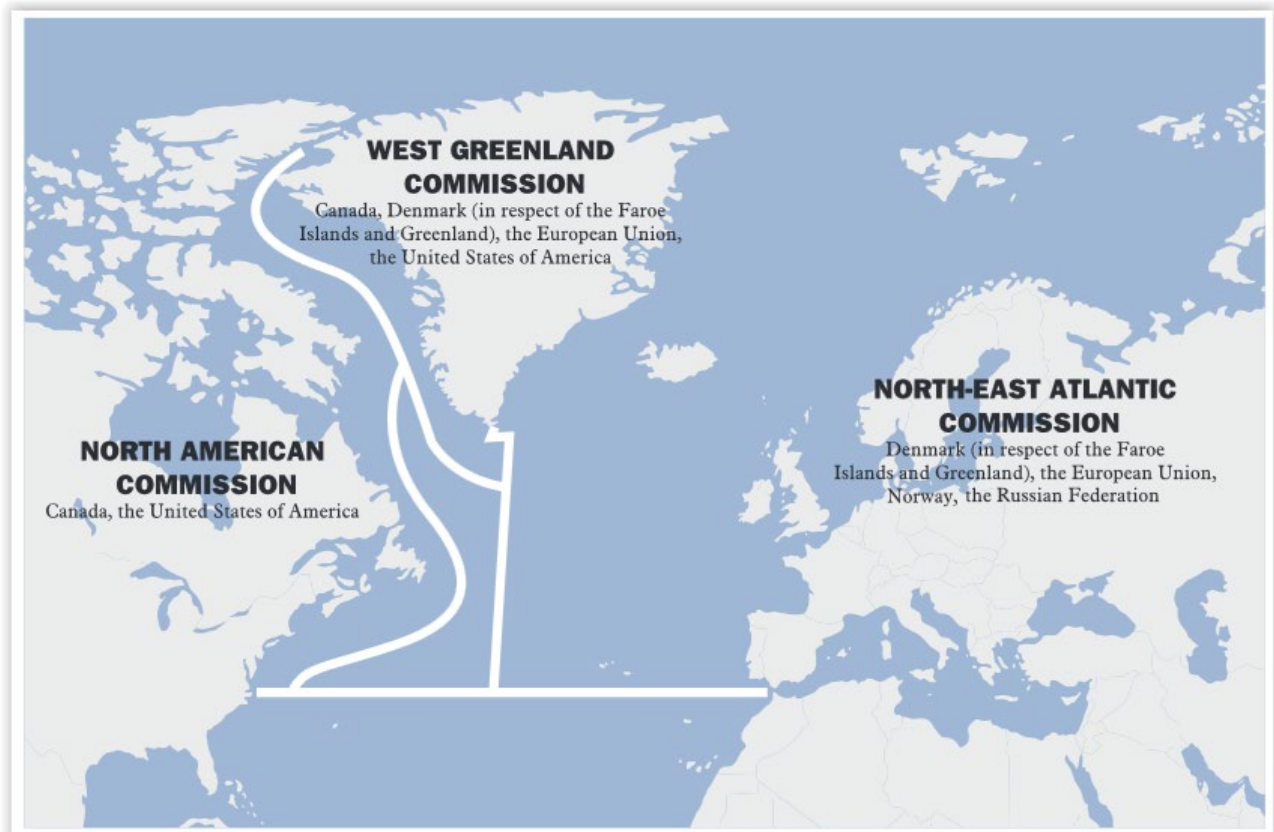 WEST GREENLAND
COMMISSION
Canada, Denmark (in respect of the Faroe
Islands and Greenland), the European Union,
the United States of America
NORTH AMERICAN
COMMISSION
Canada, the United States of America
NORTH-EAST ATLANTIC
COMMISSION
Denmark (in respect of the Faroe
Islands and Greenland), the European Union,
Norway, the Russian Federation